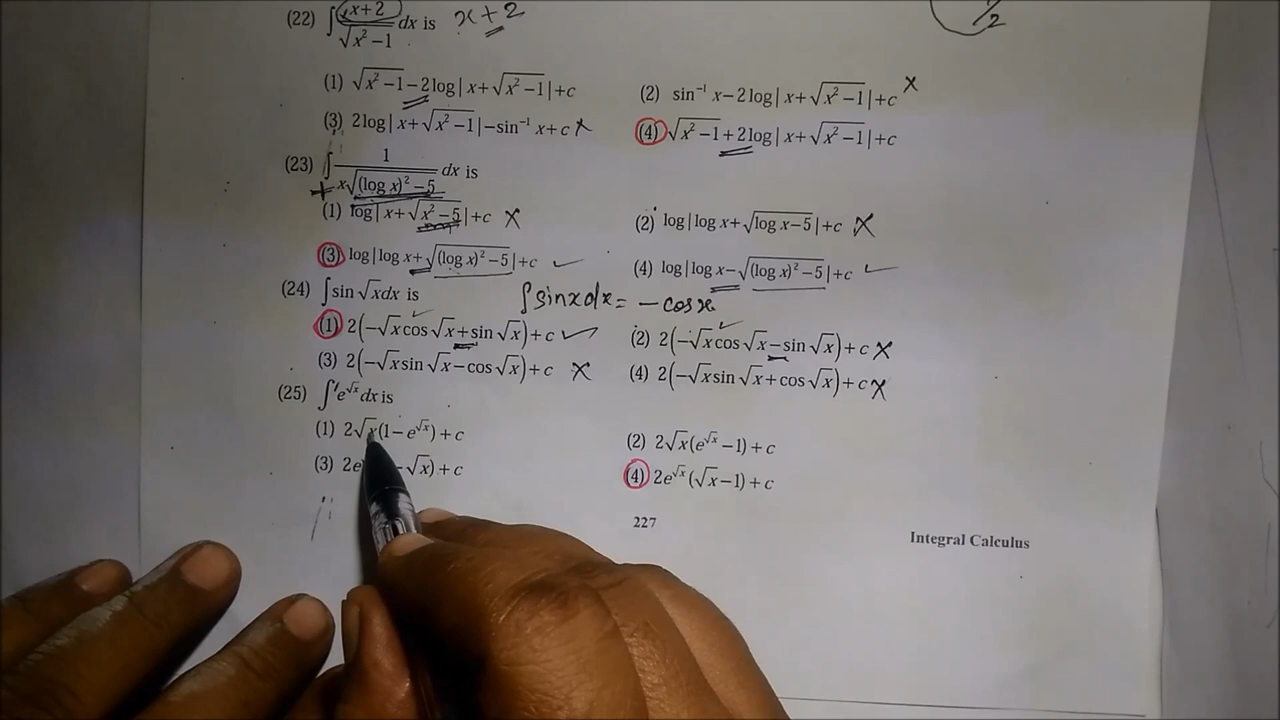 (22) ∫ x+2 / √x²−1 dx is x+2
(1) √x²−1 − 2log|x+√x²−1|+c (2) sin⁻¹ x−2log|x+√x²−1|+c ×
(3) 2log|x+√x²−1|−sin⁻¹ x+c × (4) √x²−1+2log|x+√x²−1|+c
(23) ∫ 1 / x√(log x)²−5 dx is
(1) log|x+√x²−5|+c × (2) log|log x+√log x−5|+c ×
(3) log|log x+√(log x)²−5|+c ✓ (4) log|log x−√(log x)²−5|+c ✓
(24) ∫sin√x dx is ∫sinxdx = −cosx
(1) 2(−√x cos√x+sin√x)+c ✓ (2) 2(−√x cos√x−sin√x)+c ×
(3) 2(−√x sin√x−cos√x)+c × (4) 2(−√x sin√x+cos√x)+c ×
(25) ∫e^√x dx is
(1) 2√x(1−e^√x)+c (2) 2√x(e^√x−1)+c
(3) 2e −√x)+c (4) 2e^√x(√x−1)+c
227 Integral Calculus